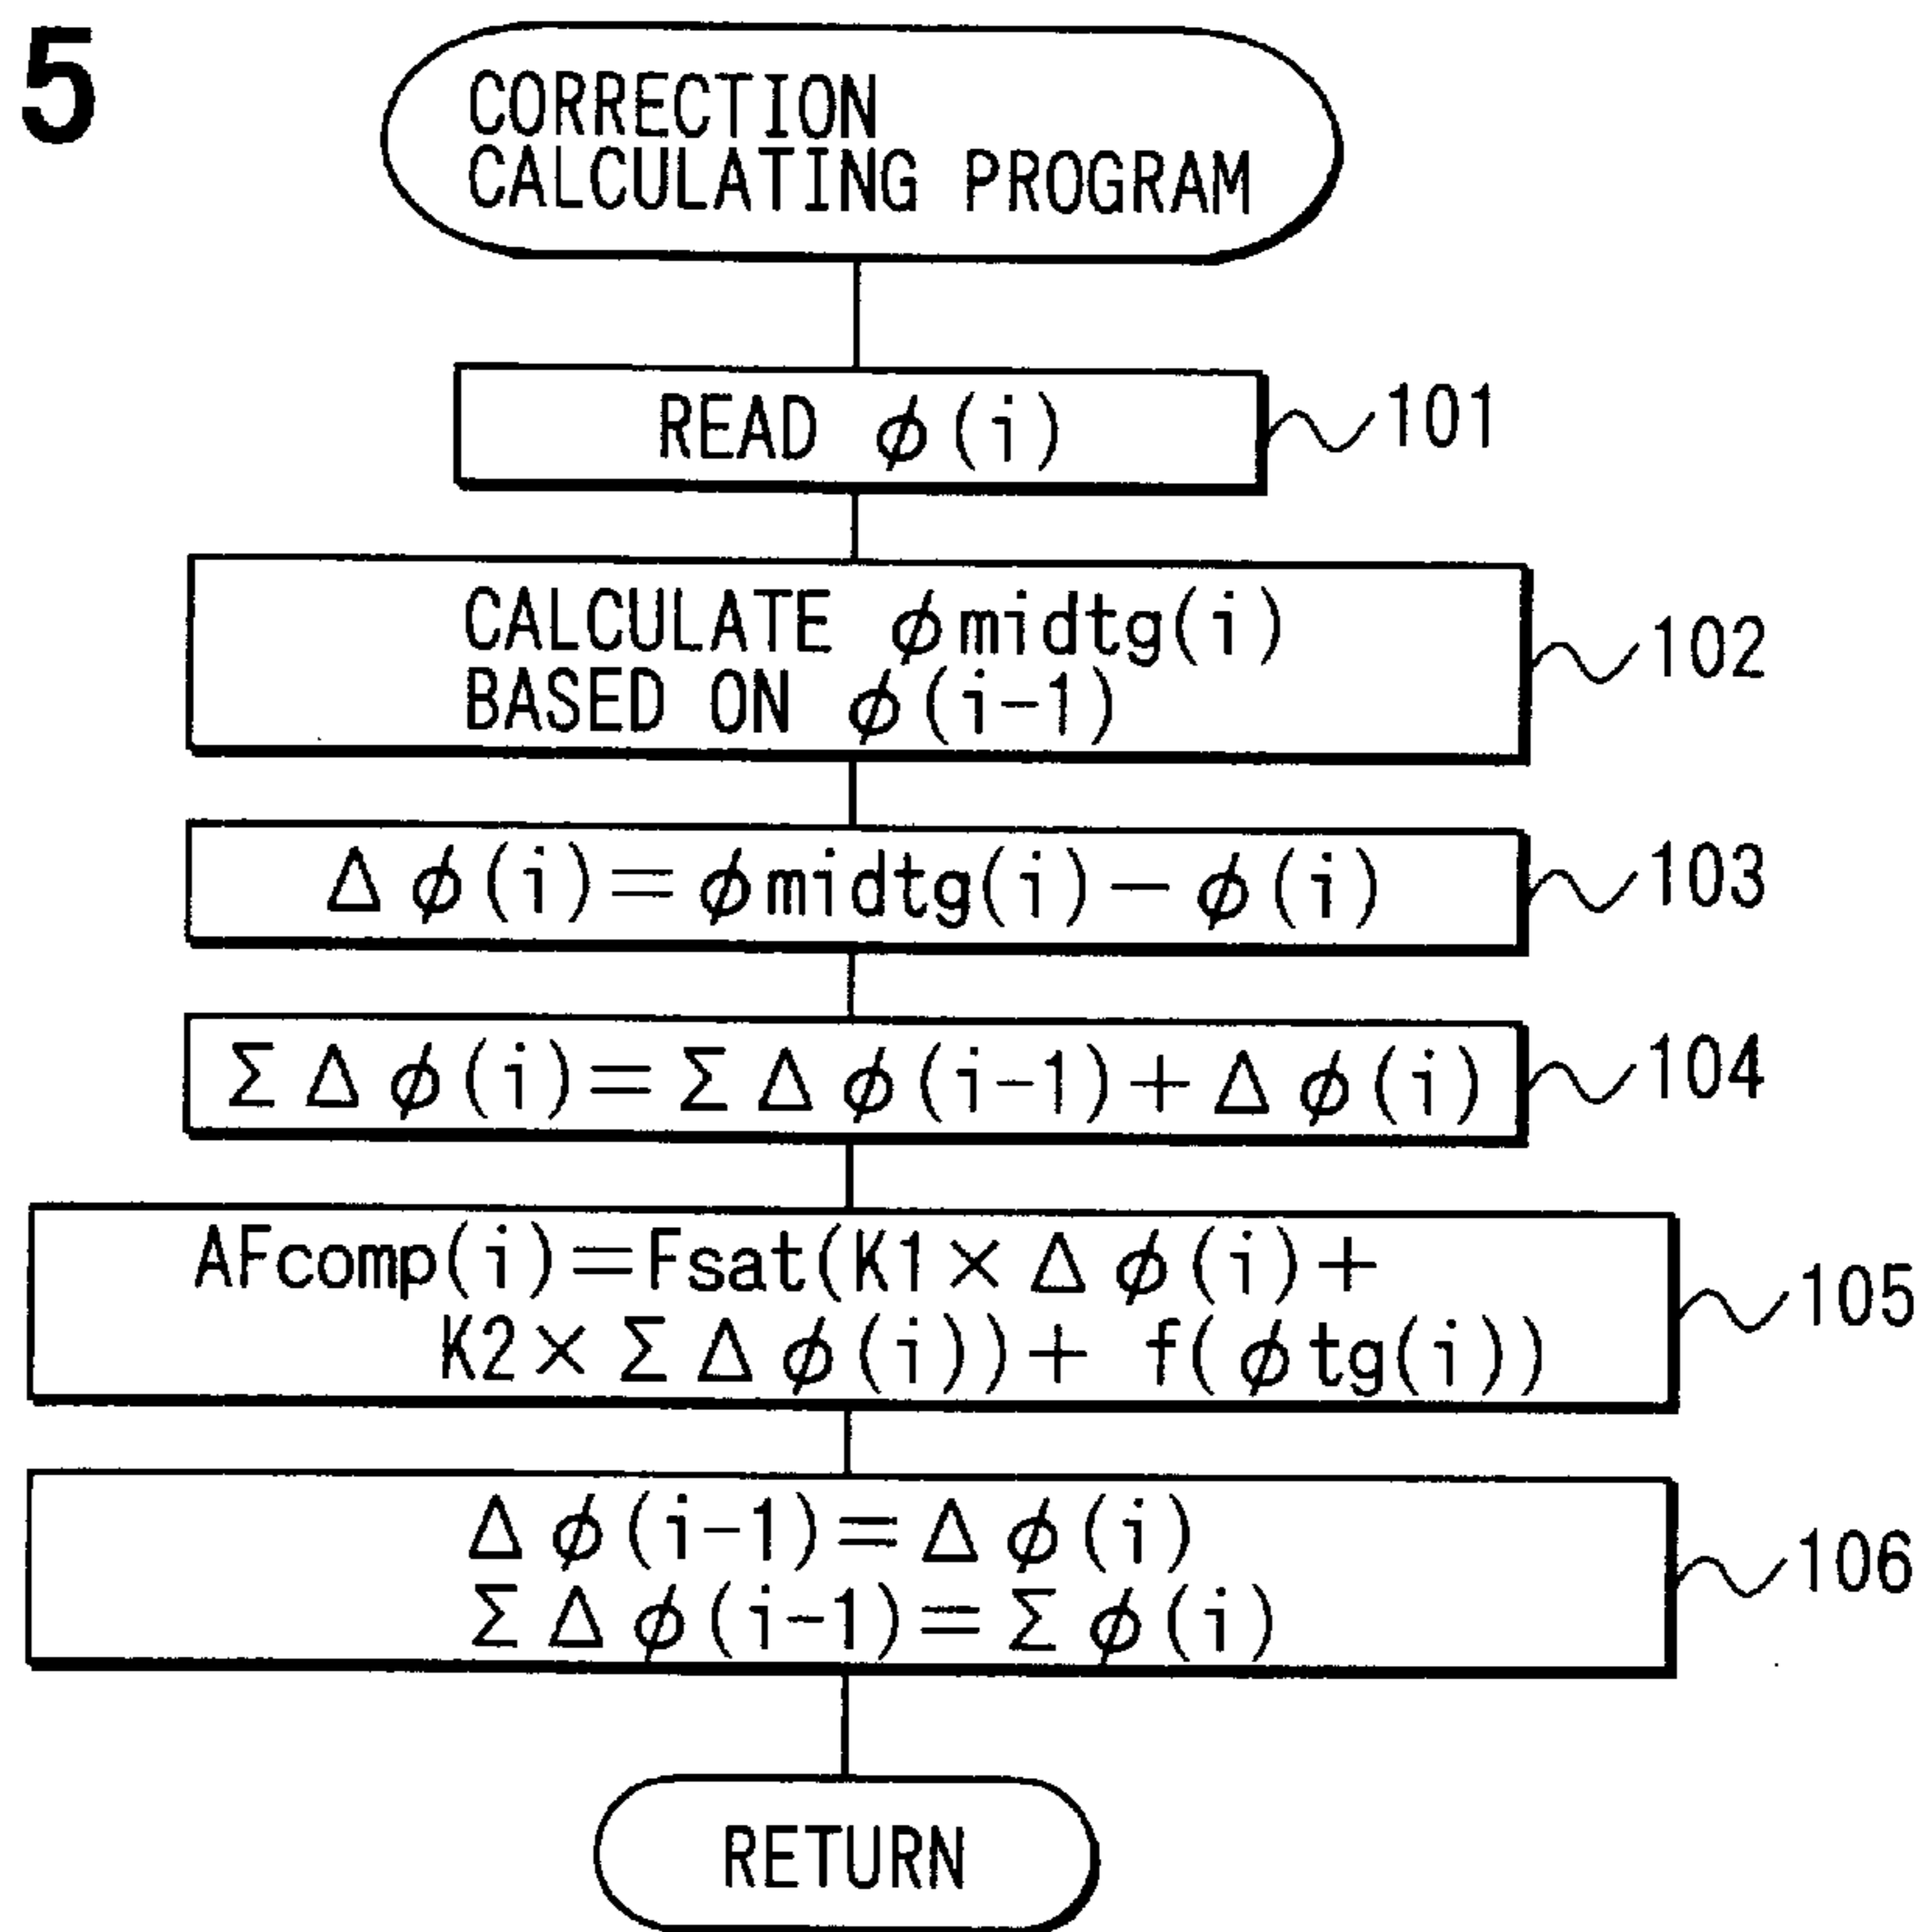 5
CORRECTION
CALCULATING PROGRAM
READ ϕ(i)
101
CALCULATE ϕmidtg(i)
BASED ON ϕ(i-1)
102
Δϕ(i)=ϕmidtg(i)-ϕ(i)
103
ΣΔϕ(i)=ΣΔϕ(i-1)+Δϕ(i)
104
AFcomp(i)=Fsat(K1×Δϕ(i)+
K2×ΣΔϕ(i))+ f(ϕtg(i))
105
Δϕ(i-1)=Δϕ(i)
ΣΔϕ(i-1)=Σϕ(i)
106
RETURN